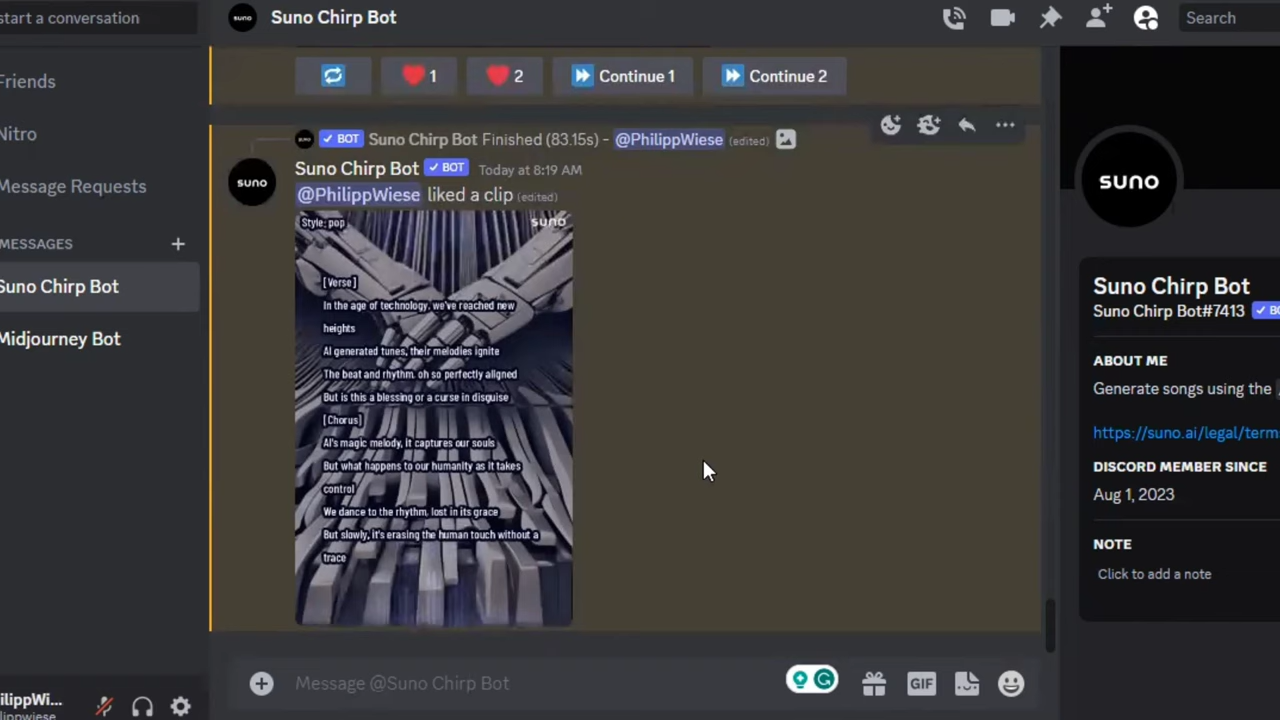 start a conversation
suno
Suno Chirp Bot
Search
Friends
Nitro
Message Requests
MESSAGES
Suno Chirp Bot
Midjourney Bot
1
2
Continue 1
Continue 2
BOT Suno Chirp Bot Finished (83.15s) - @PhilippWiese (edited)
suno
Suno Chirp Bot BOT Today at 8:19 AM
@PhilippWiese liked a clip (edited)
Style: pop
suno
[Verse]
In the age of technology, we've reached new
heights
AI generated tunes, their melodies ignite
The beat and rhythm, oh so perfectly aligned
But is this a blessing or a curse in disguise
[Chorus]
AI's magic melody, it captures our souls
But what happens to our humanity as it takes
control
We dance to the rhythm, lost in its grace
But slowly, it's erasing the human touch without a
trace
Message @Suno Chirp Bot
GIF
suno
Suno Chirp Bot
Suno Chirp Bot#7413
ABOUT ME
Generate songs using the
https://suno.ai/legal/term
DISCORD MEMBER SINCE
Aug 1, 2023
NOTE
Click to add a note
ilippWi...
lippwiese